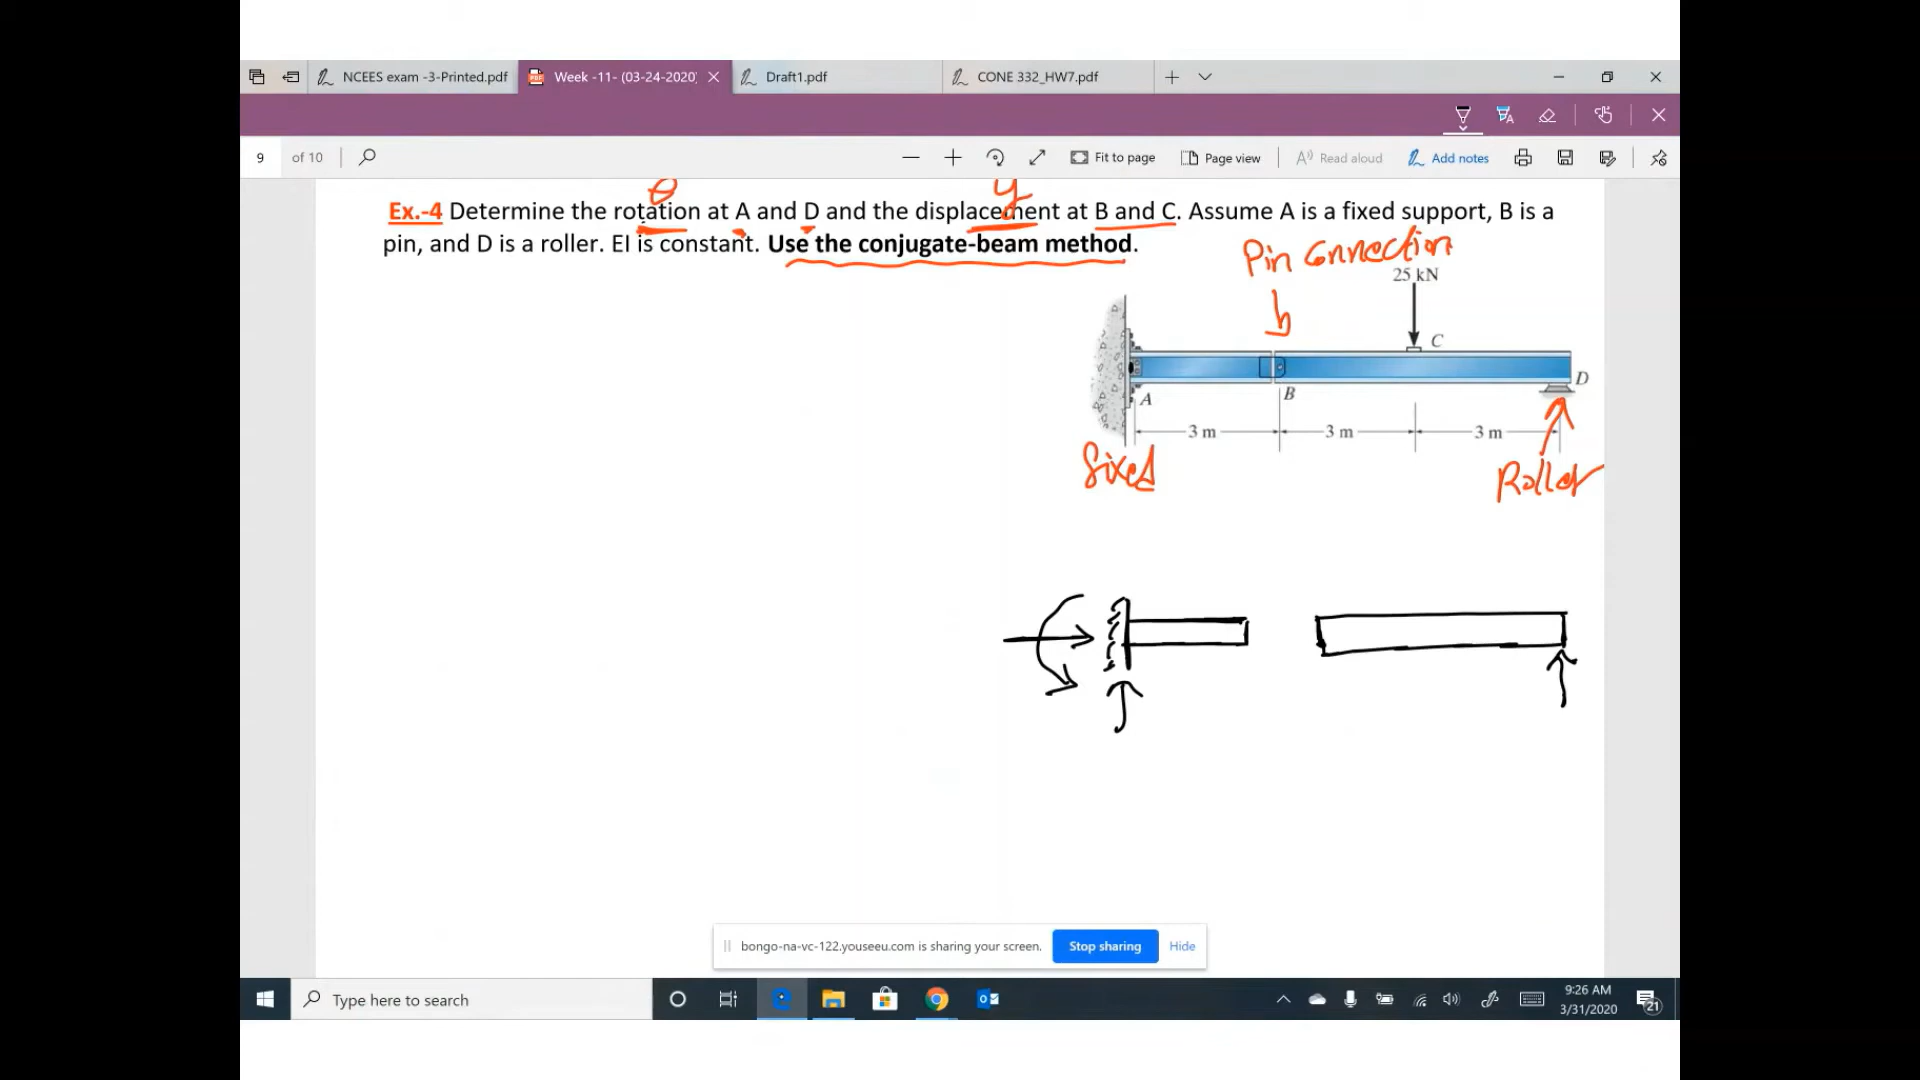 NCEES exam -3-Printed.pdf
Week -11- (03-24-2020)
Draft1.pdf
CONE 332_HW7.pdf
9
of 10
Fit to page
Page view
Read aloud
Add notes
θ
y
Ex.-4 Determine the rotation at A and D and the displacement at B and C. Assume A is a fixed support, B is a
pin, and D is a roller. EI is constant. Use the conjugate-beam method.
Pin Connection
25 kN
C
D
A
B
3 m
3 m
3 m
fixed
Roller
bongo-na-vc-122.youseeu.com is sharing your screen.
Stop sharing
Hide
Type here to search
9:26 AM
3/31/2020
21